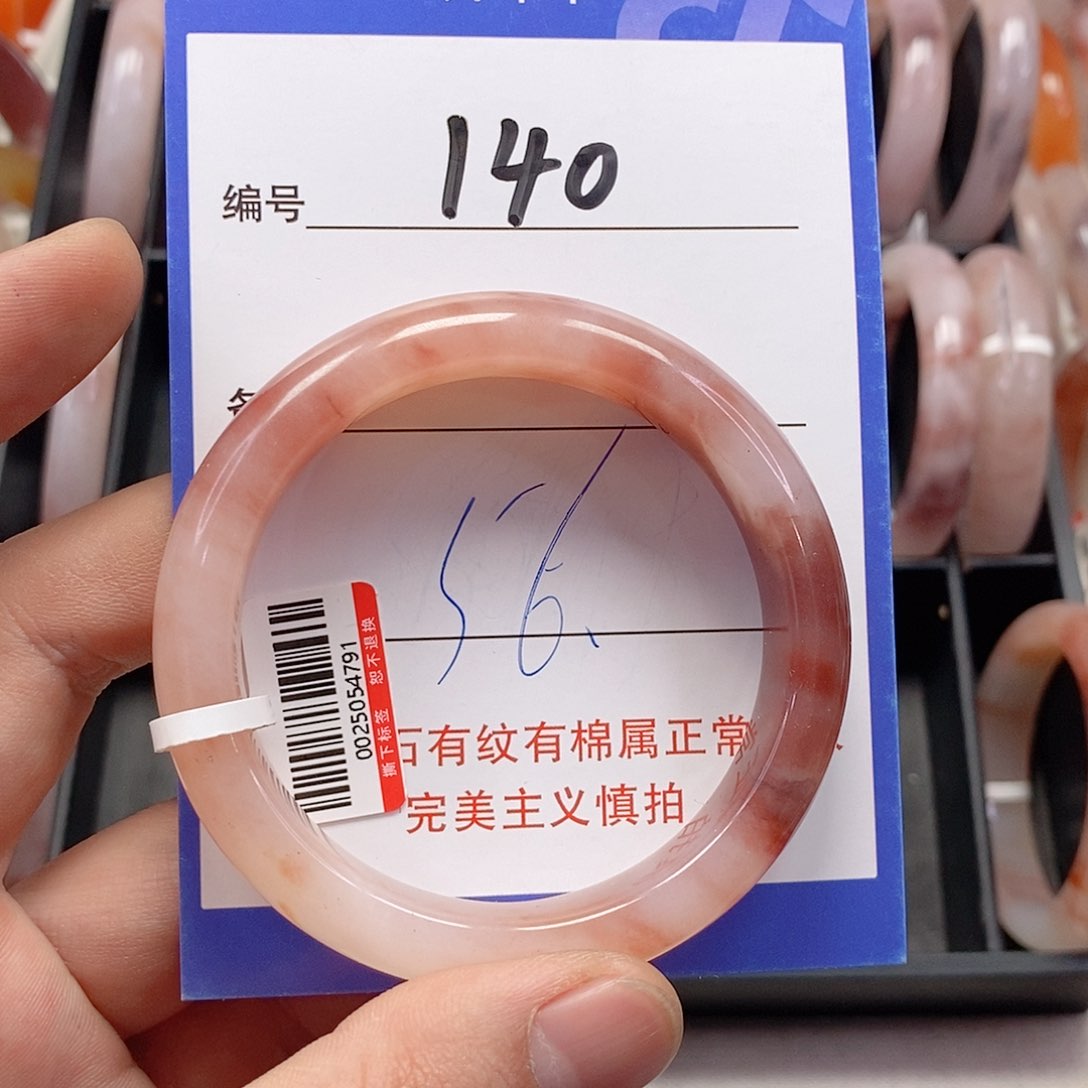 编号 140
56.
0025054791
撕下标签 恕不退换
石有纹有棉属正常
完美主义慎拍